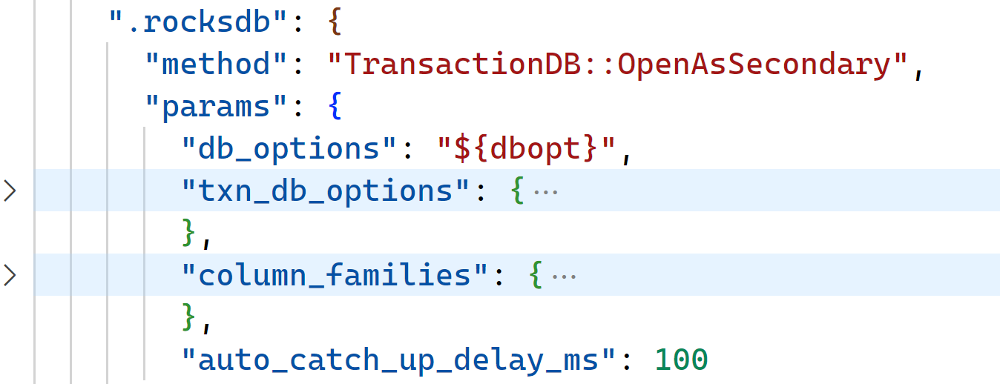 ".rocksdb": {
"method": "TransactionDB::OpenAsSecondary",
"params": {
"db_options": "${dbopt}",
"txn_db_options": {···
},
"column_families": {···
},
"auto_catch_up_delay_ms": 100